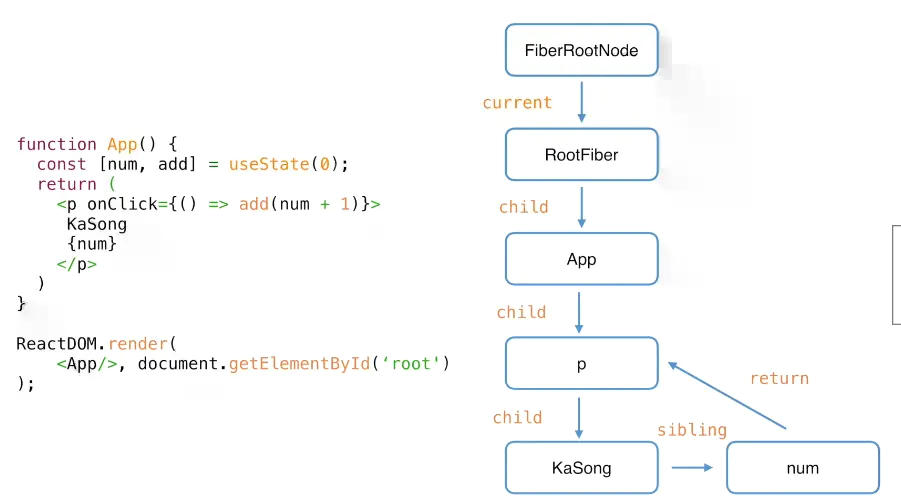 function App() {
const [num, add] = useState(0);
return (
<p onClick={() => add(num + 1)}>
KaSong
{num}
</p>
)
}
ReactDOM.render(
<App/>, document.getElementById(‘root')
);
FiberRootNode
current
RootFiber
child
App
child
p
return
child
sibling
KaSong
num